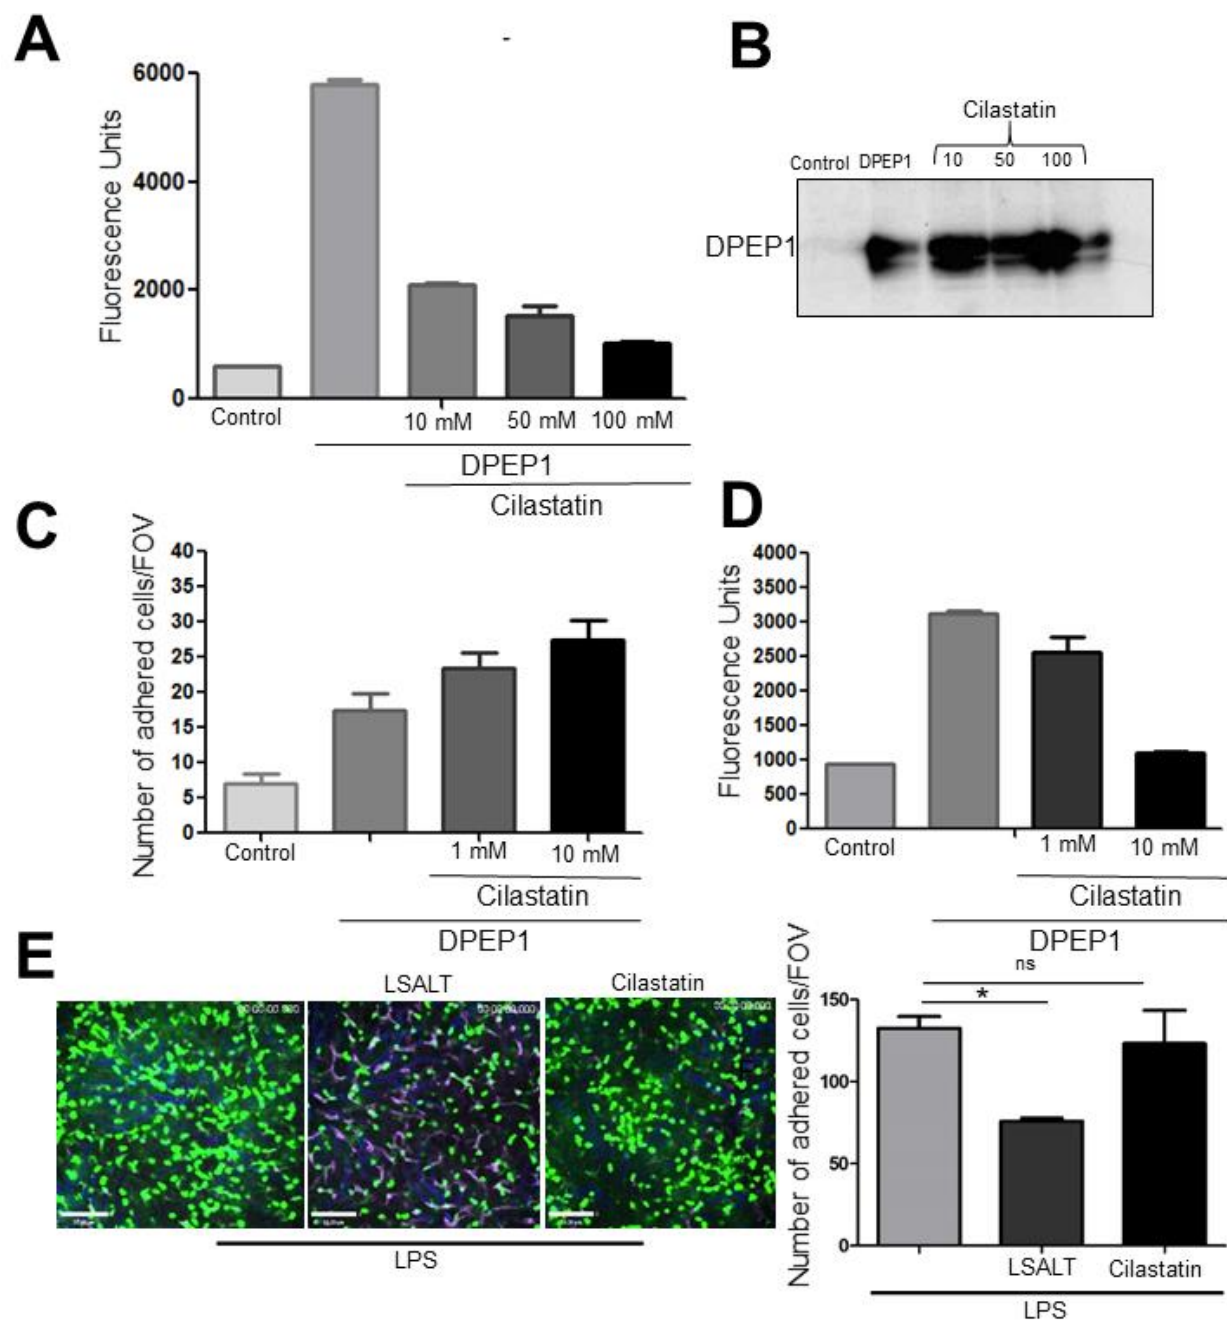 A
-
6000
4000
2000
0
Fluorescence Units
Control
10 mM
50 mM
100 mM
DPEP1
Cilastatin
B
Cilastatin
Control DPEP1 10 50 100
DPEP1
C
40
35
30
25
20
15
10
5
0
Number of adhered cells/FOV
Control
1 mM
10 mM
Cilastatin
DPEP1
D
4000
3500
3000
2500
2000
1500
1000
500
0
Fluorescence Units
Control
1 mM
10 mM
Cilastatin
DPEP1
E
LSALT
Cilastatin
LPS
ns
*
150
100
50
0
Number of adhered cells/FOV
LSALT
Cilastatin
LPS